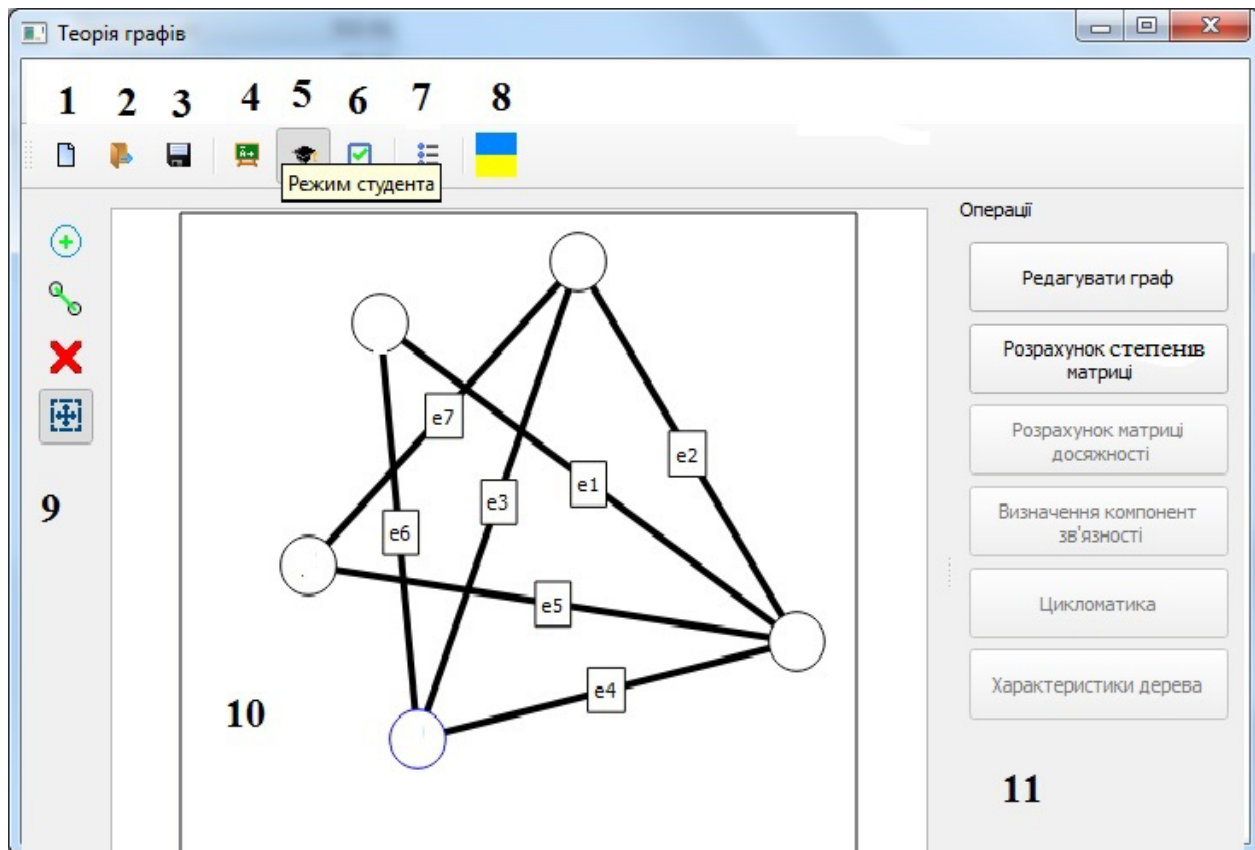 Теорія графів
1 2 3 4 5 6 7 8
Режим студента
Операції
Редагувати граф
Розрахунок степенів
матриці
Розрахунок матриці
досяжності
Визначення компонент
зв'язності
Цикломатика
Характеристики дерева
e7
e2
e1
e3
e6
e5
e4
9
10
11